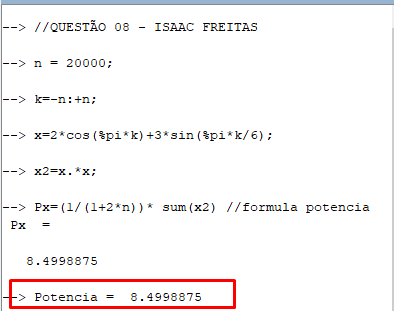 --> //QUESTÃO 08 - ISAAC FREITAS
--> n = 20000;
--> k=-n:+n;
--> x=2*cos(%pi*k)+3*sin(%pi*k/6);
--> x2=x.*x;
--> Px=(1/(1+2*n))* sum(x2) //formula potencia
Px  =
8.4998875
--> Potencia =  8.4998875